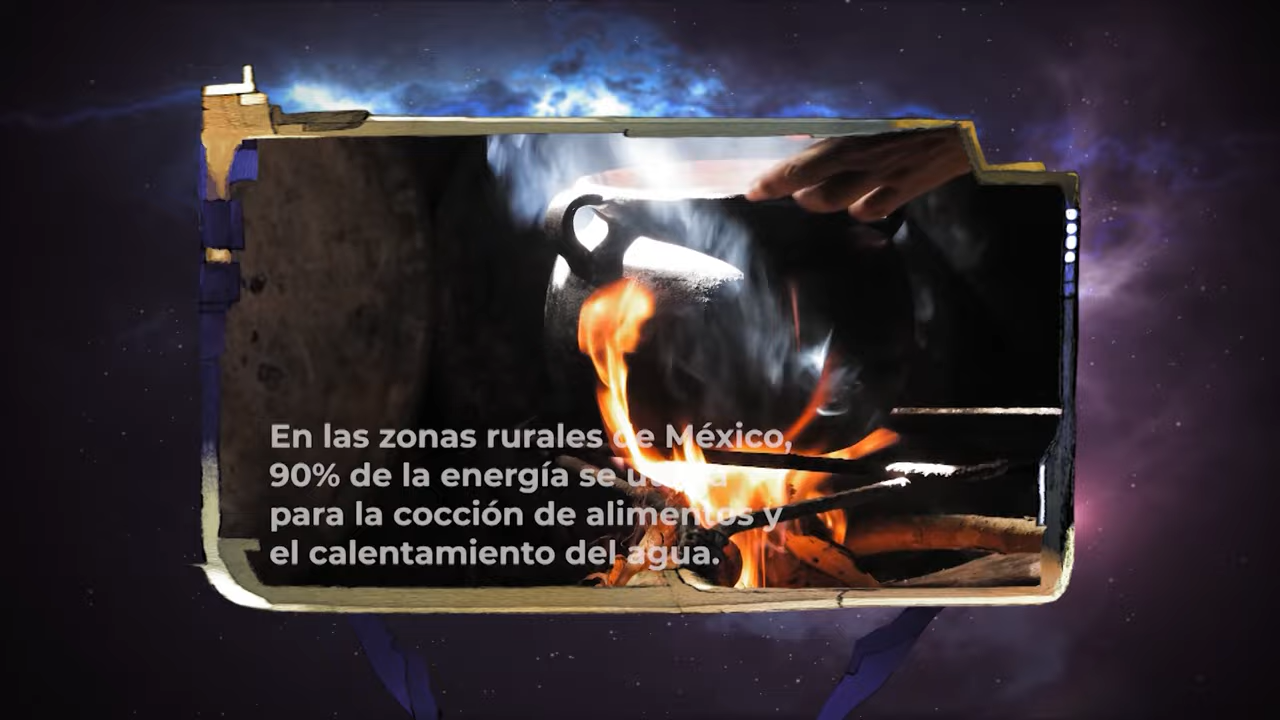 En las zonas rurales de México,
90% de la energía se utiliza
para la cocción de alimentos y
el calentamiento del agua.